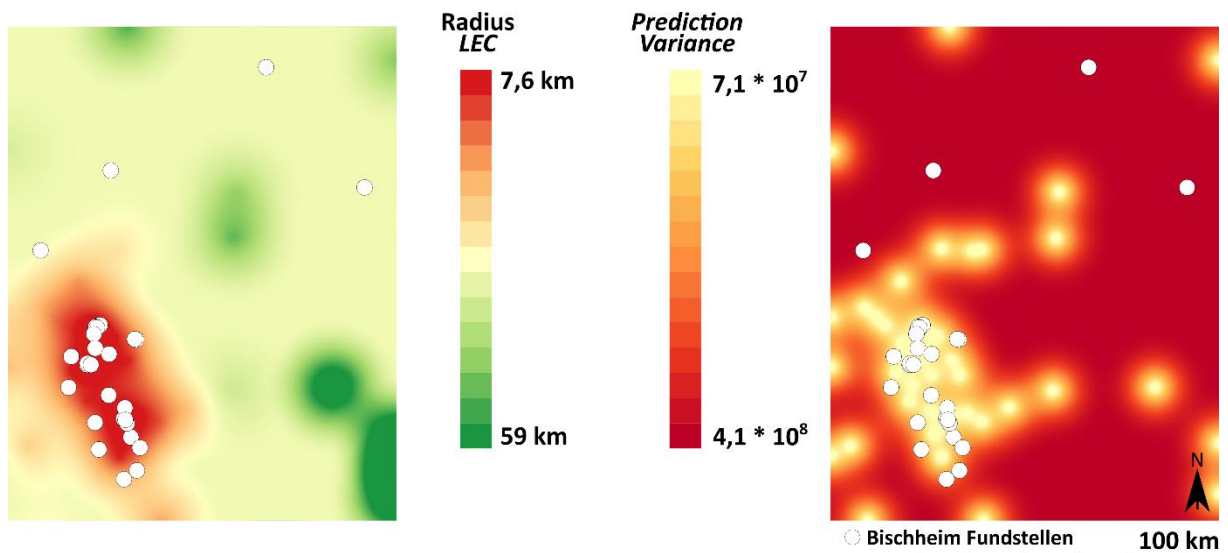 Radius
LEC
7,6 km
59 km
Prediction
Variance
7,1 * 10⁷
4,1 * 10⁸
N
Bischheim Fundstellen
100 km